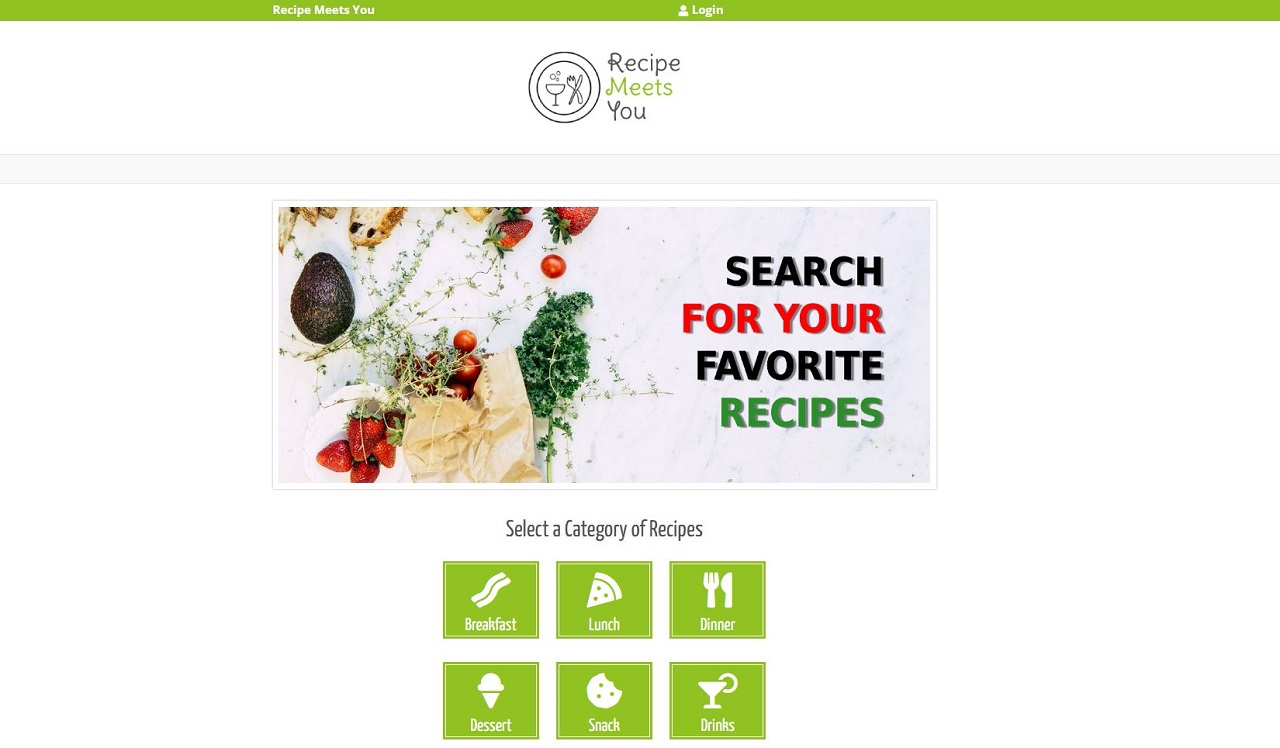 Recipe Meets You
Login
Recipe
Meets
You
SEARCH
FOR YOUR
FAVORITE
RECIPES
Select a Category of Recipes
Breakfast
Lunch
Dinner
Dessert
Snack
Drinks